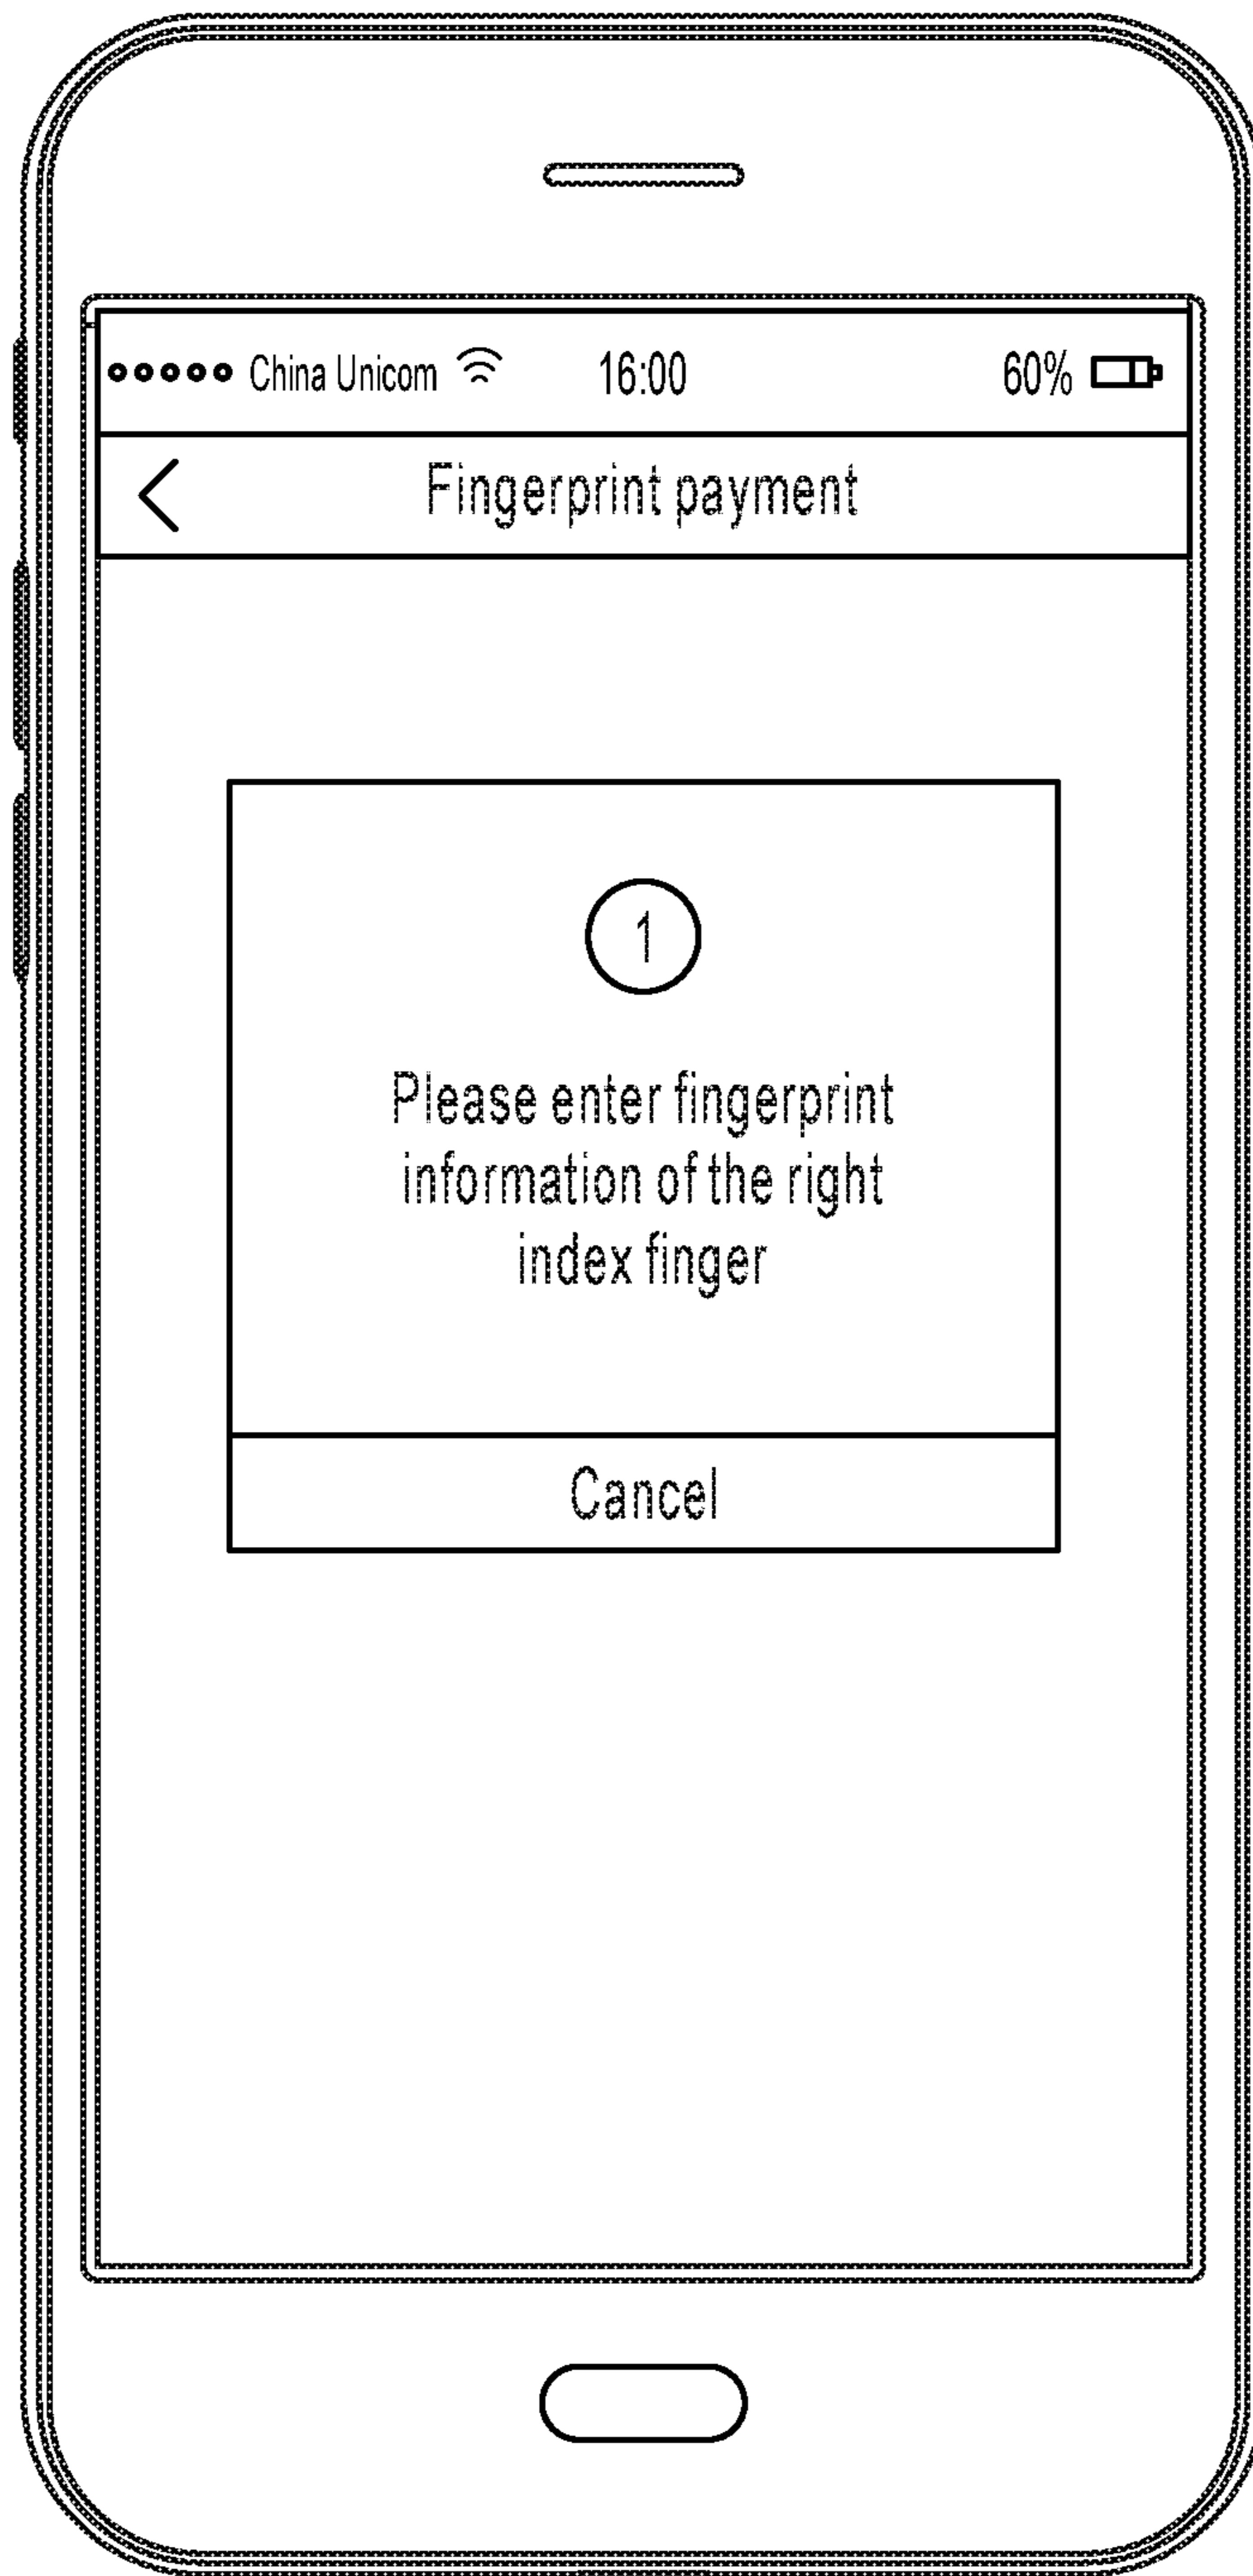 China Unicom 16:00 60%
Fingerprint payment
1
Please enter fingerprint
information of the right
index finger
Cancel